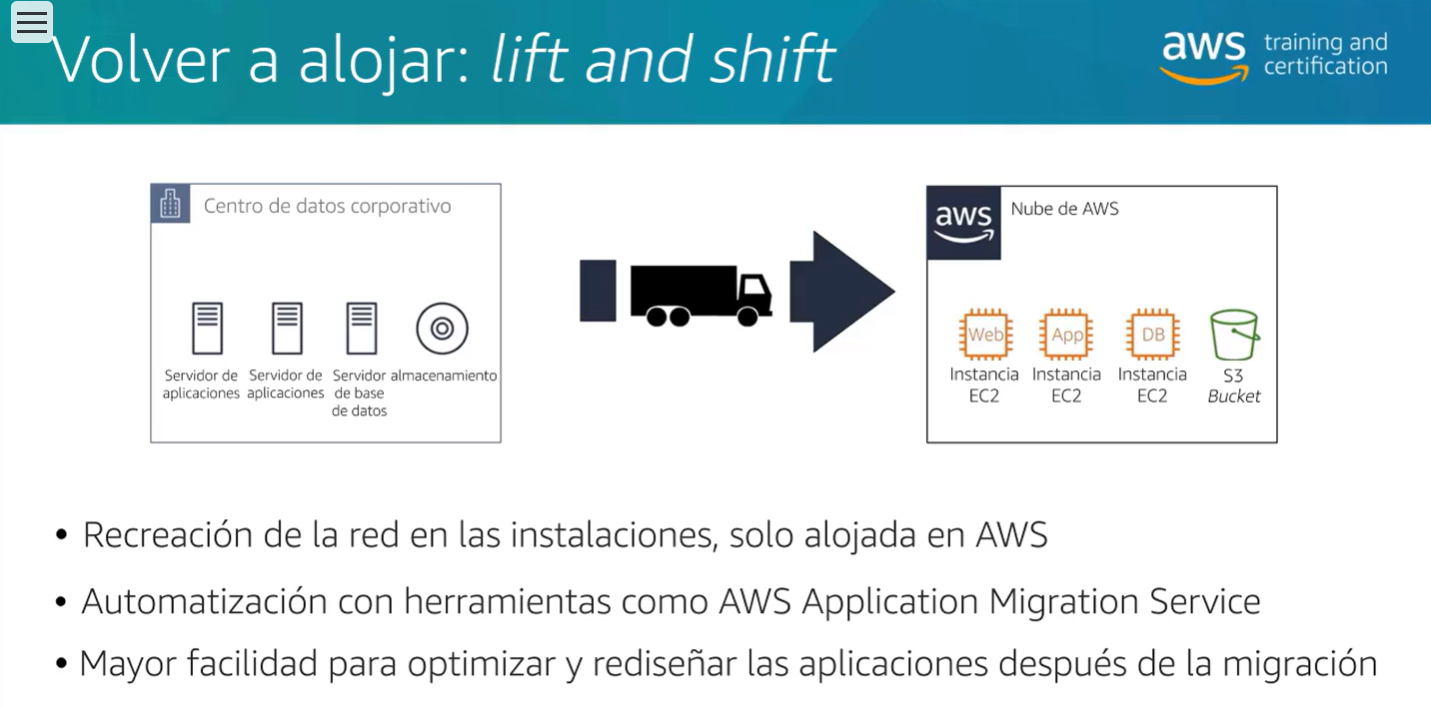 Volver a alojar: lift and shift
aws training and
certification
Centro de datos corporativo
Servidor de
aplicaciones
Servidor de
aplicaciones
Servidor
de base
de datos
almacenamiento
aws
Nube de AWS
Web
Instancia
EC2
App
Instancia
EC2
DB
Instancia
EC2
S3
Bucket
• Recreación de la red en las instalaciones, solo alojada en AWS
• Automatización con herramientas como AWS Application Migration Service
• Mayor facilidad para optimizar y rediseñar las aplicaciones después de la migración